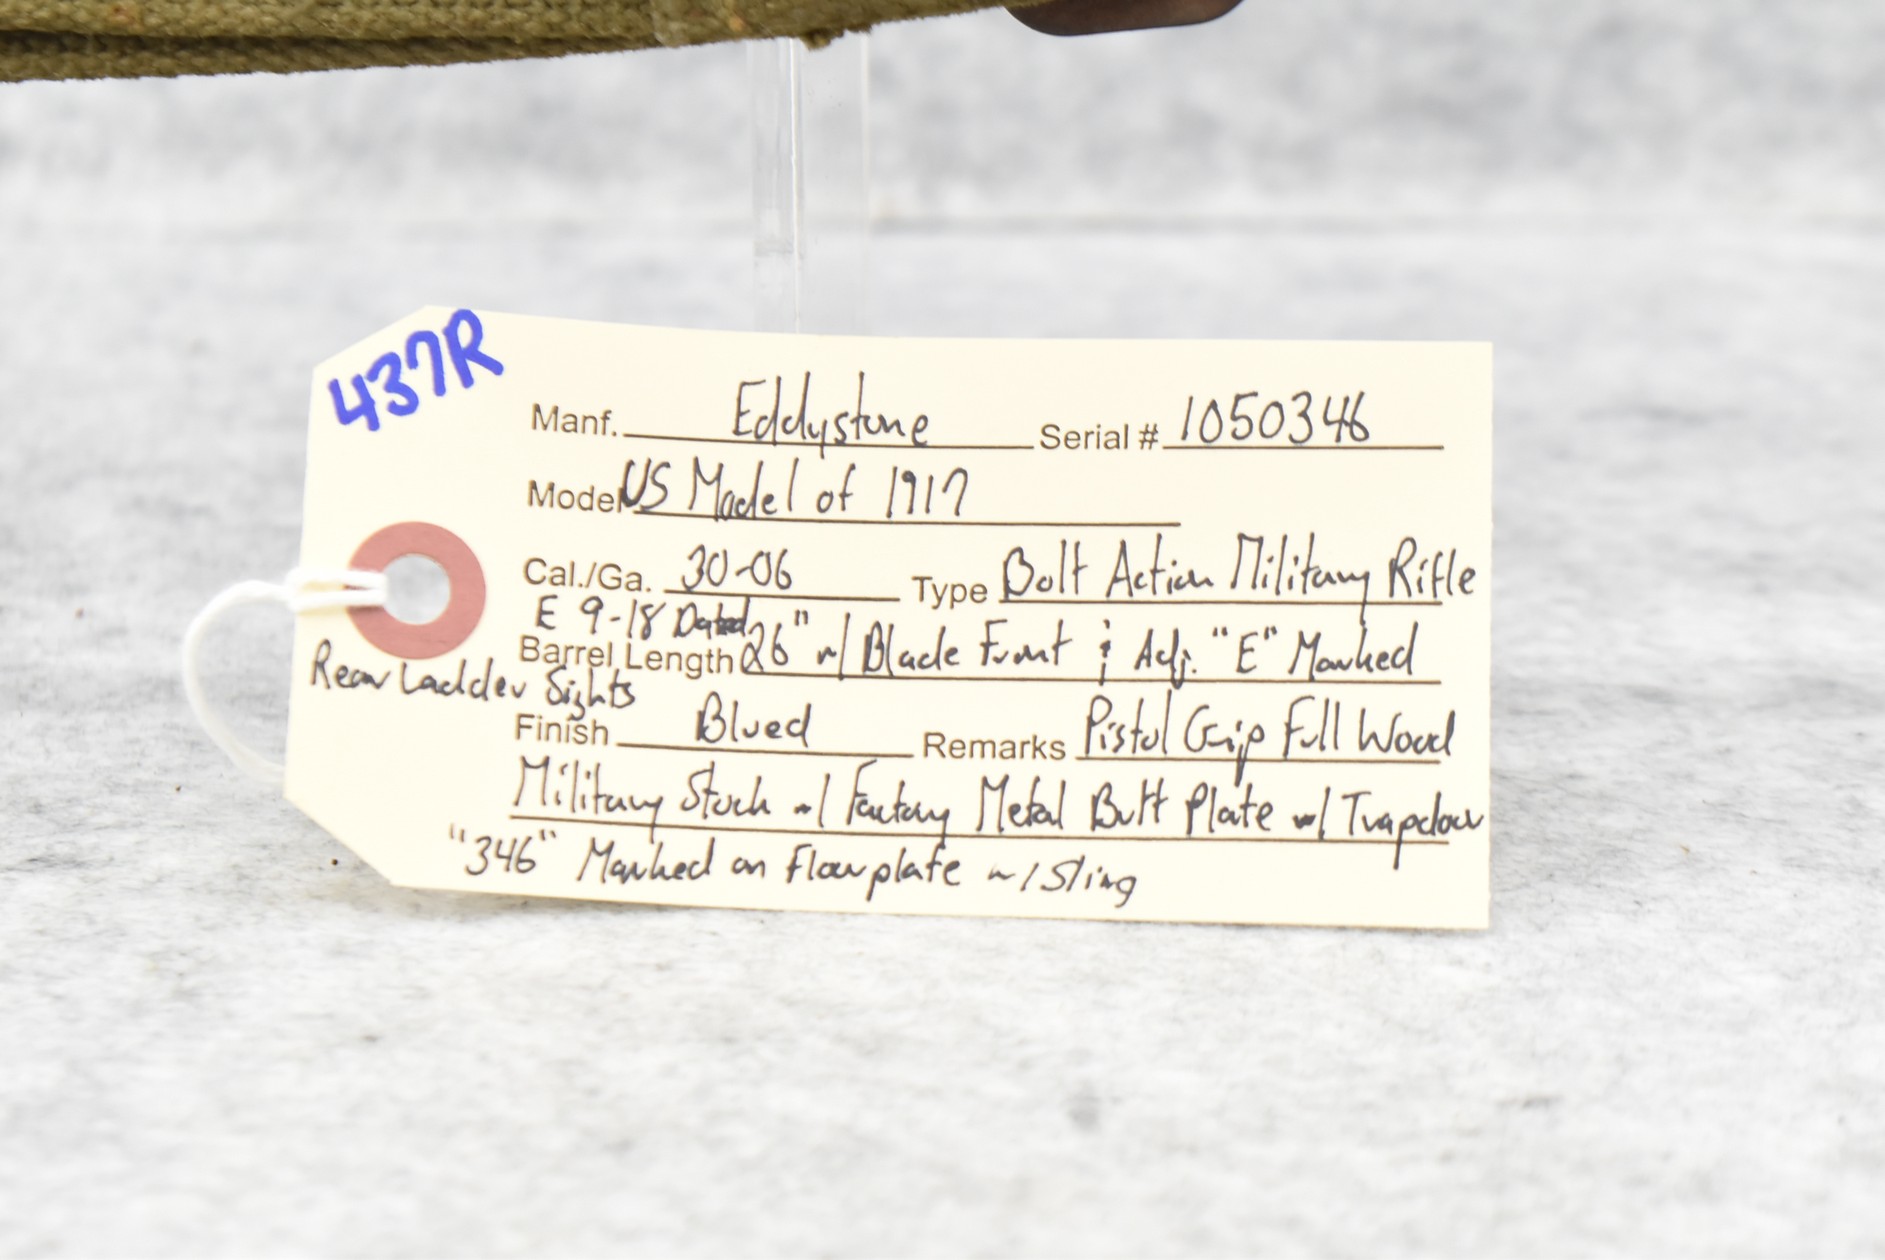 437R
Manf. Eddystone Serial # 1050346
Model US Model of 1917
Cal./Ga. 30-06 Type Bolt Action Military Rifle
E 9-18 Dated
Barrel Length 26" w/ Blade Front & Adj. "E" Marked
Rear Ladder Sights
Finish Blued Remarks Pistol Grip Full Wood
Military Stock w/ Factory Metal Butt Plate w/ Trapdoor
"346" Marked on Floorplate w/ Sling